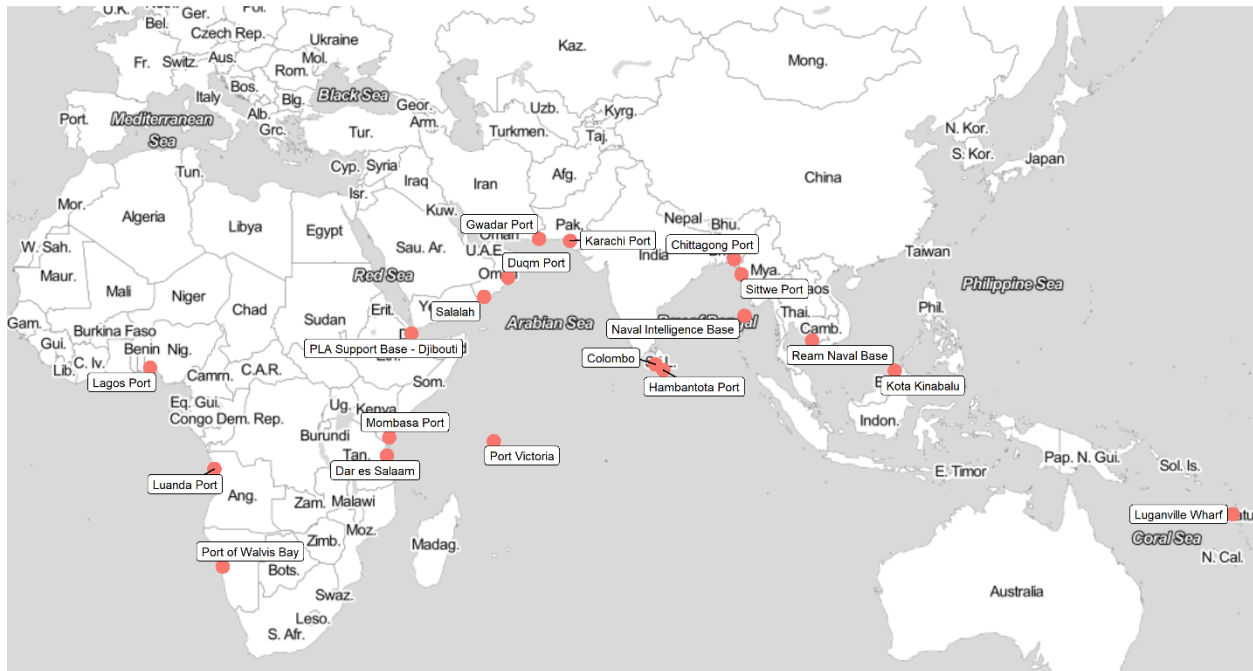 U.K.
Ger.
Pol.
Bel.
Czech Rep.
Ukraine
Kaz.
Mong.
Fr.
Switz.
Aus.
Mol.
Rom.
Bos.
Italy
Blg.
Black Sea
Geor.
Uzb.
Kyrg.
N. Kor.
Port.
Mediterranean
Sea
Alb.
Grc.
Arm.
Tur.
Turkmen.
Taj.
S. Kor.
Japan
Tun.
Cyp.
Syria
Iraq
Iran
Afg.
China
Mor.
Isr.
Algeria
Libya
Egypt
Kuw.
Gwadar Port
Pak.
Nepal
Bhu.
W. Sah.
Sau. Ar.
Oman
U.A.E.
Karachi Port
India
Chittagong Port
Taiwan
Maur.
Mali
Niger
Chad
Red Sea
Duqm Port
Mya.
Sittwe Port
Philippine Sea
Gam.
Gui.
Burkina Faso
Benin
Nig.
Sudan
Erit.
Salalah
Arabian Sea
Naval Intelligence Base
Thai.
Camb.
Phil.
Lib.
C. Iv.
Lagos Port
Camrn.
C.A.R.
PLA Support Base - Djibouti
Som.
Colombo
Hambantota Port
Ream Naval Base
Kota Kinabalu
Eq. Gui.
Congo
Dem. Rep.
Ug.
Kenya
Burundi
Mombasa Port
Tan.
Dar es Salaam
Port Victoria
Indon.
E. Timor
Pap. N. Gui.
Sol. Is.
Luanda Port
Ang.
Zam.
Malawi
Moz.
Luganville Wharf
Coral Sea
N. Cal.
Port of Walvis Bay
Zimb.
Bots.
Madag.
Australia
Swaz.
Leso.
S. Afr.